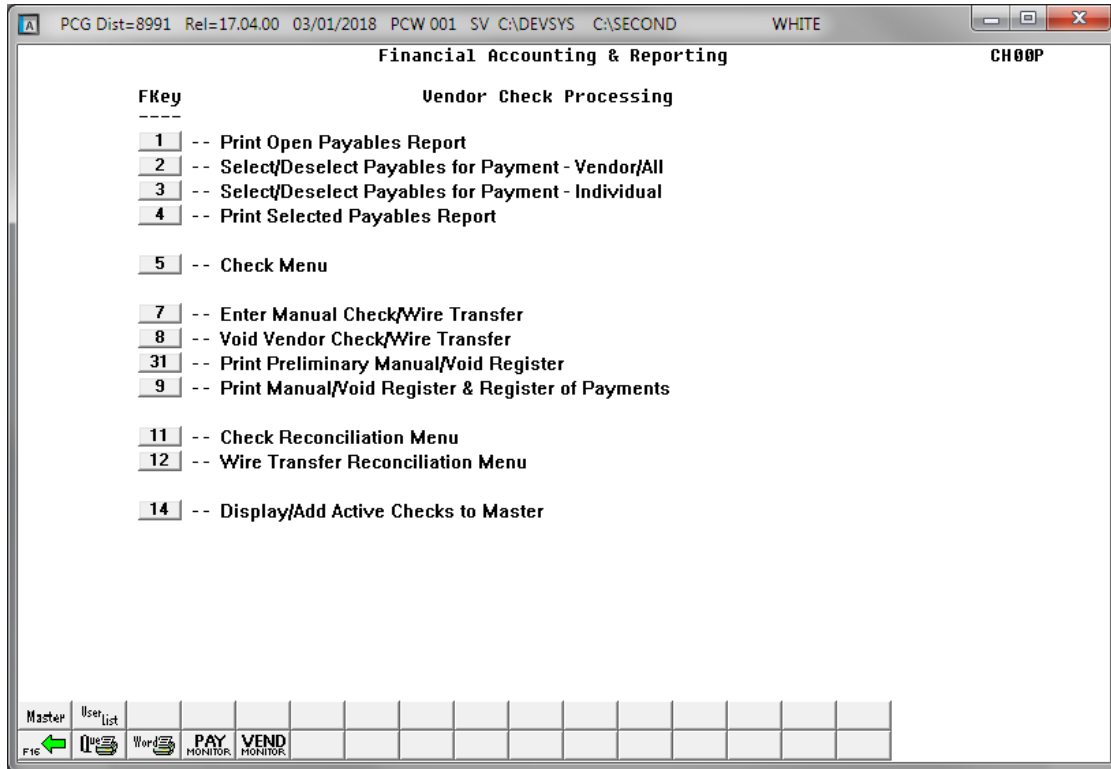 PCG Dist=8991 Rel=17.04.00 03/01/2018 PCW 001 SV C:\DEVSYS C:\SECOND WHITE
Financial Accounting & Reporting CH00P
FKey Vendor Check Processing
----
1 -- Print Open Payables Report
2 -- Select/Deselect Payables for Payment - Vendor/All
3 -- Select/Deselect Payables for Payment - Individual
4 -- Print Selected Payables Report
5 -- Check Menu
7 -- Enter Manual Check/Wire Transfer
8 -- Void Vendor Check/Wire Transfer
31 -- Print Preliminary Manual/Void Register
9 -- Print Manual/Void Register & Register of Payments
11 -- Check Reconciliation Menu
12 -- Wire Transfer Reconciliation Menu
14 -- Display/Add Active Checks to Master
Master User List
F16 Que Word PAY MONITOR VEND MONITOR